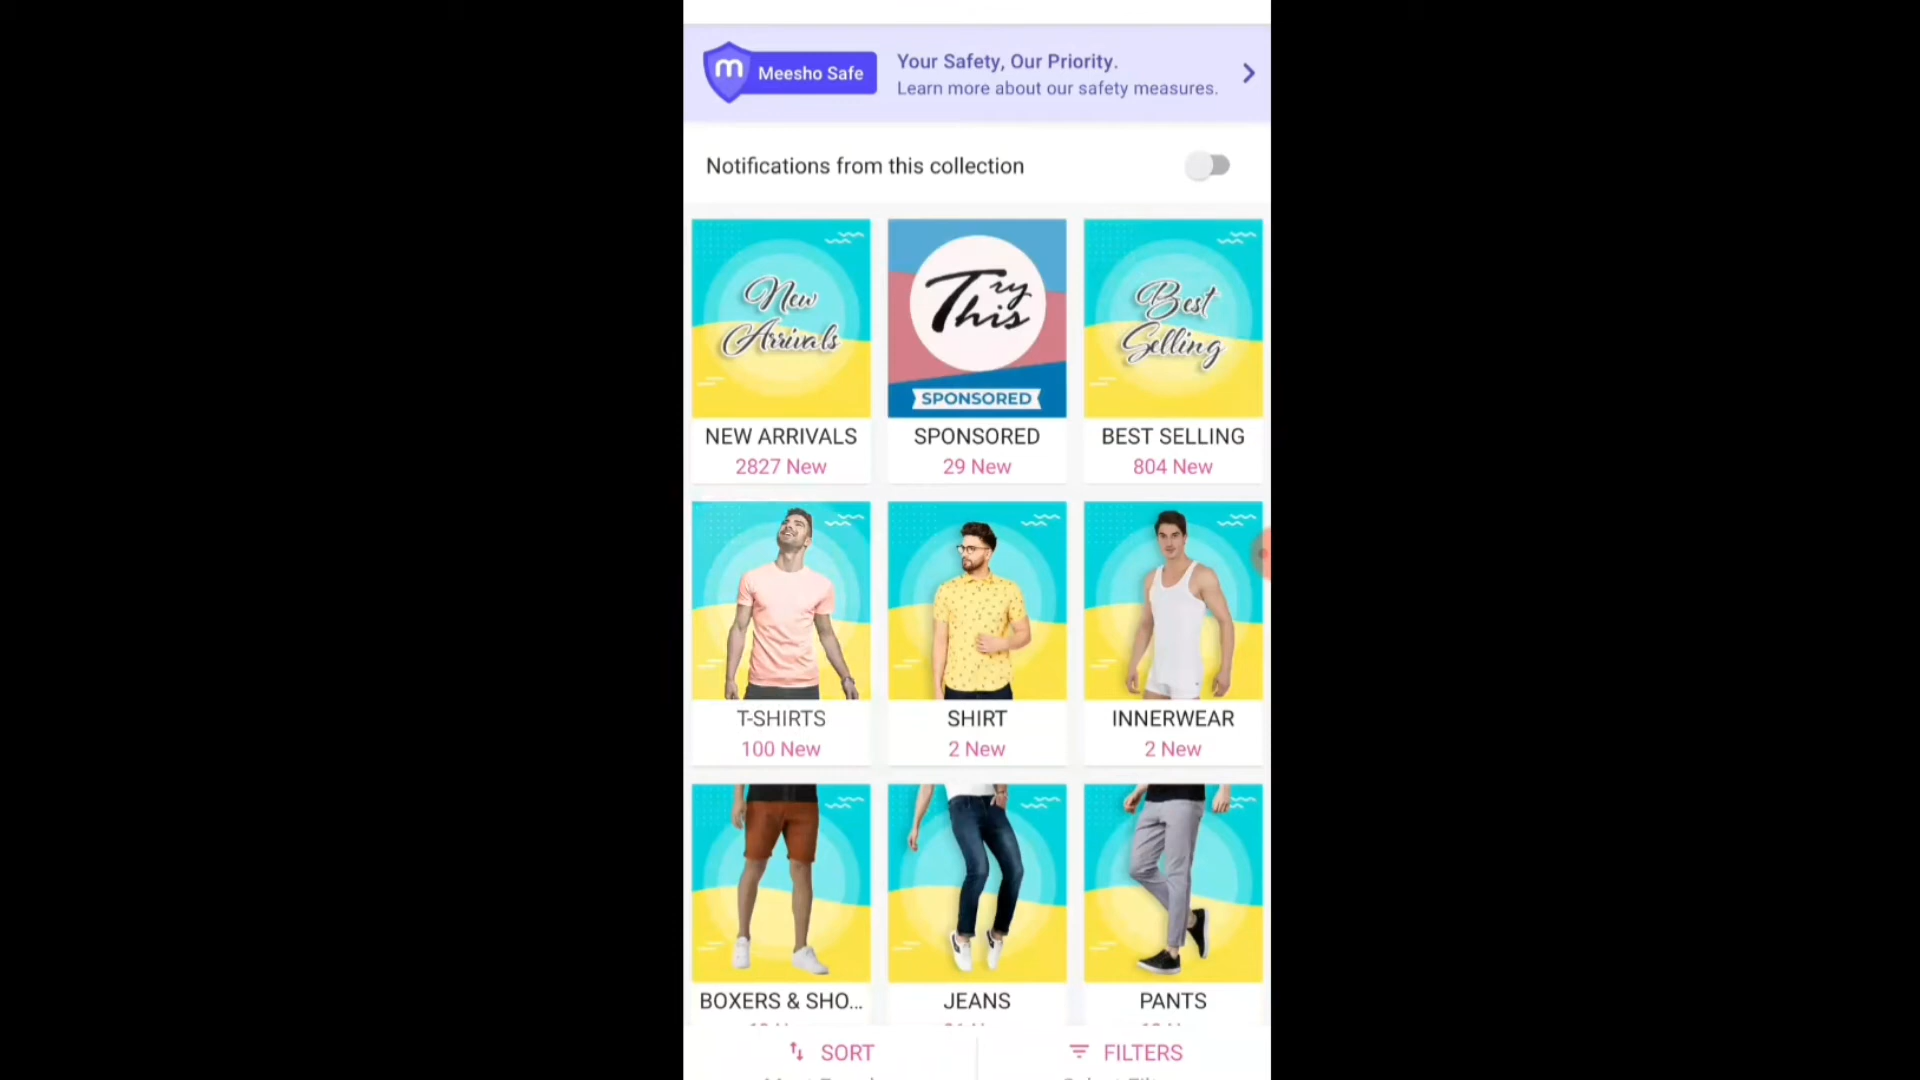 m Meesho Safe
Your Safety, Our Priority.
Learn more about our safety measures.
Notifications from this collection
New
Arrivals
Try
This
SPONSORED
Best
Selling
NEW ARRIVALS
2827 New
SPONSORED
29 New
BEST SELLING
804 New
T-SHIRTS
100 New
SHIRT
2 New
INNERWEAR
2 New
BOXERS & SHO...
JEANS
PANTS
SORT
FILTERS